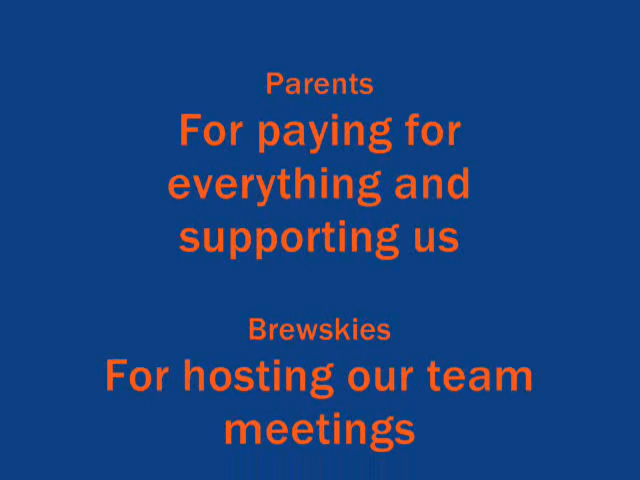 Parents
For paying for
everything and
supporting us
Brewskies
For hosting our team
meetings